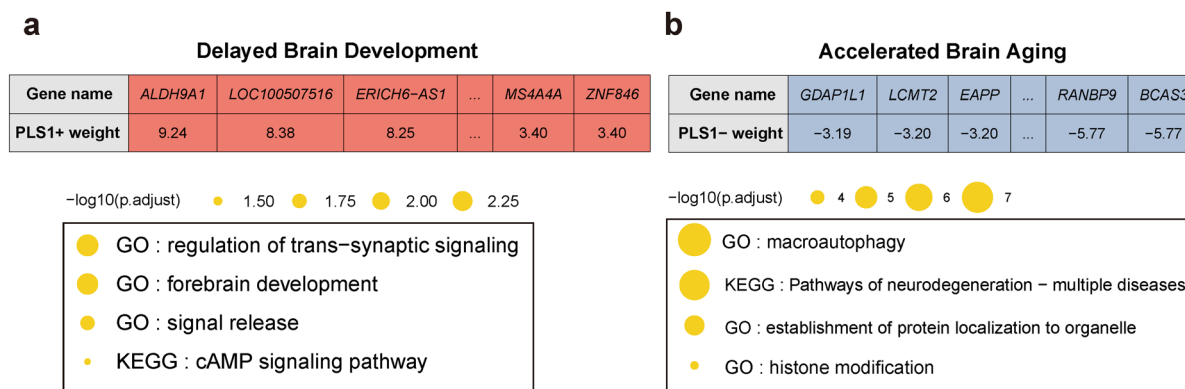 a
Delayed Brain Development
Gene name ALDH9A1 LOC100507516 ERICH6−AS1 ... MS4A4A ZNF846
PLS1+ weight 9.24 8.38 8.25 ... 3.40 3.40
−log10(p.adjust) 1.50 1.75 2.00 2.25
GO : regulation of trans−synaptic signaling
GO : forebrain development
GO : signal release
KEGG : cAMP signaling pathway
b
Accelerated Brain Aging
Gene name GDAP1L1 LCMT2 EAPP ... RANBP9 BCAS3
PLS1− weight −3.19 −3.20 −3.20 ... −5.77 −5.77
−log10(p.adjust) 4 5 6 7
GO : macroautophagy
KEGG : Pathways of neurodegeneration − multiple diseases
GO : establishment of protein localization to organelle
GO : histone modification